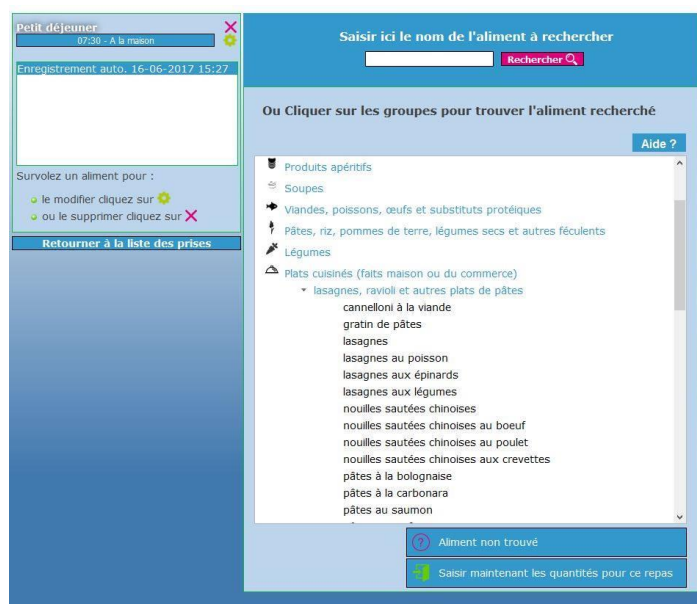 Petit déjeuner
07:30 - A la maison
Enregistrement auto. 16-06-2017 15:27
Survolez un aliment pour :
le modifier cliquez sur
ou le supprimer cliquez sur
Retourner à la liste des prises
Saisir ici le nom de l'aliment à rechercher
Rechercher
Ou Cliquer sur les groupes pour trouver l'aliment recherché
Aide ?
Produits apéritifs
Soupes
Viandes, poissons, œufs et substituts protéiques
Pâtes, riz, pommes de terre, légumes secs et autres féculents
Légumes
Plats cuisinés (faits maison ou du commerce)
lasagnes, ravioli et autres plats de pâtes
cannelloni à la viande
gratin de pâtes
lasagnes
lasagnes au poisson
lasagnes aux épinards
lasagnes aux légumes
nouilles sautées chinoises
nouilles sautées chinoises au boeuf
nouilles sautées chinoises au poulet
nouilles sautées chinoises aux crevettes
pâtes à la bolognaise
pâtes à la carbonara
pâtes au saumon
? Aliment non trouvé
Saisir maintenant les quantités pour ce repas